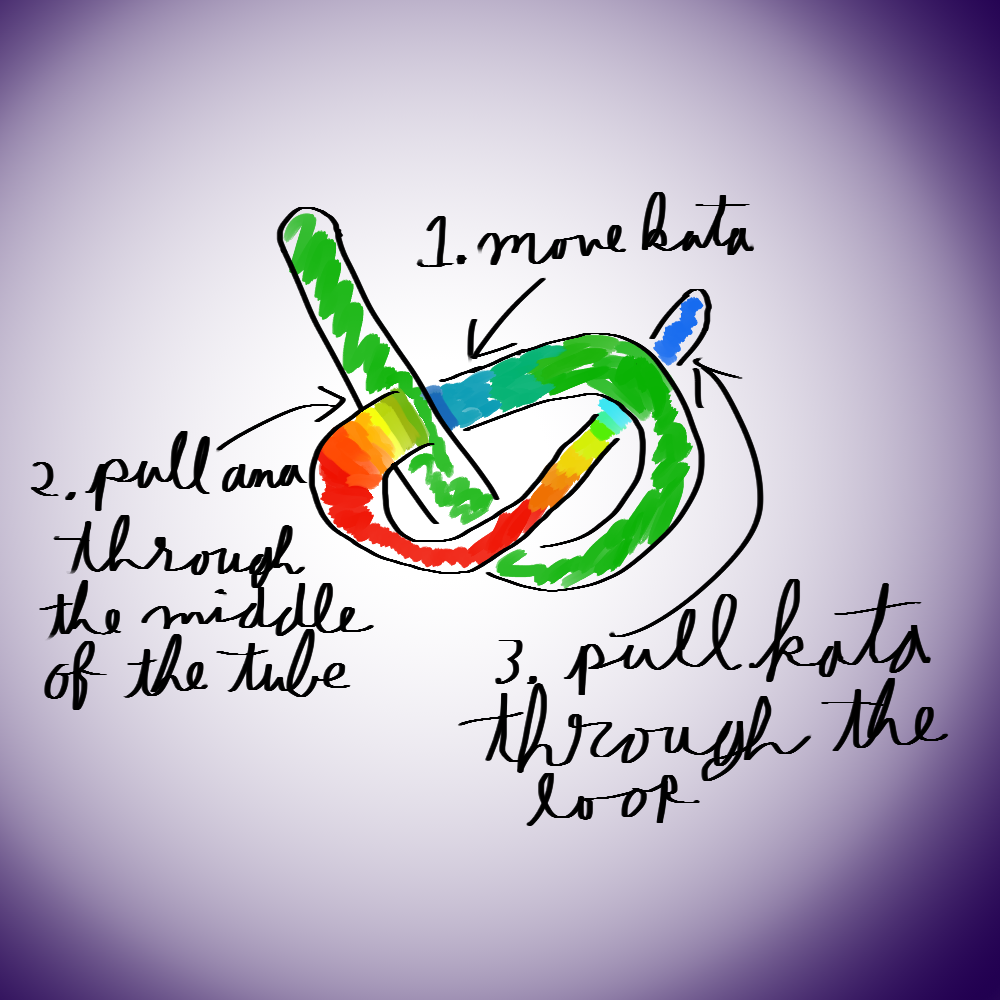 1. move kata
2. pull ana
through
the middle
of the tube
3. pull kata
through the
loop